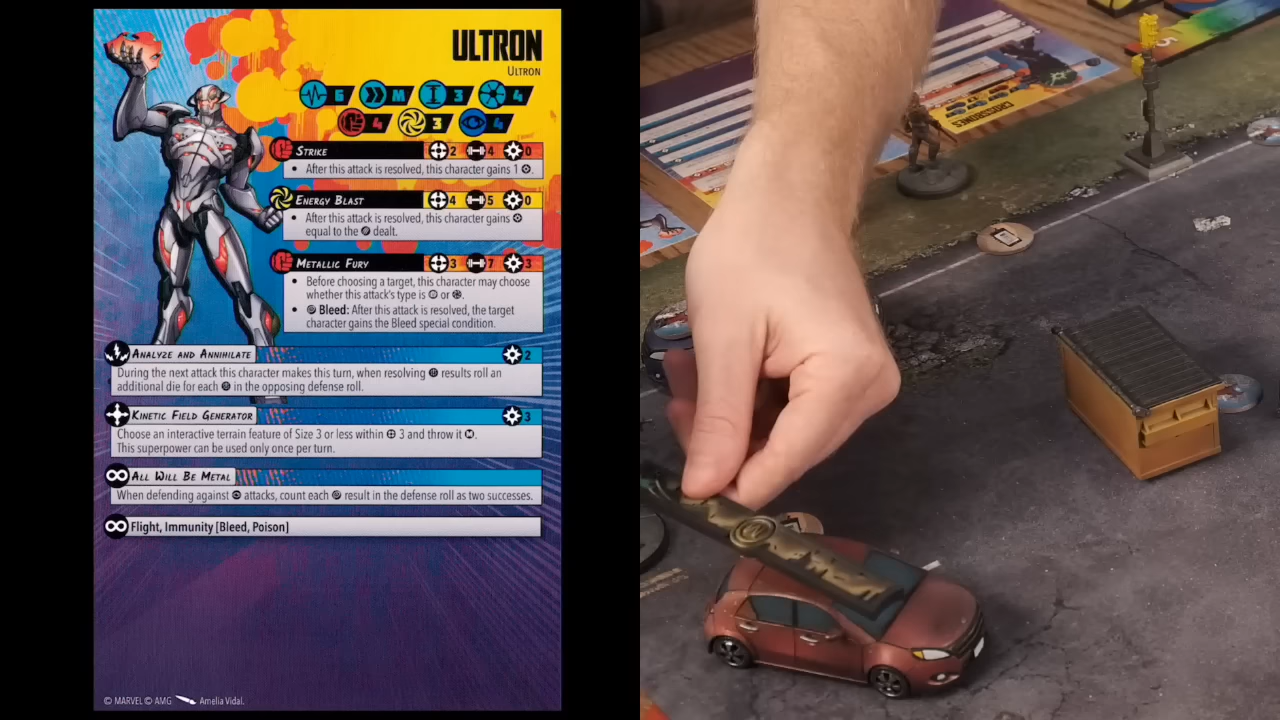 ULTRON
ULTRON
6 M 3 4
4 3 4
STRIKE 2 4 0
• After this attack is resolved, this character gains 1 .
ENERGY BLAST 4 5 0
• After this attack is resolved, this character gains
equal to the dealt.
METALLIC FURY 3 7 3
• Before choosing a target, this character may choose
whether this attack's type is or .
• Bleed: After this attack is resolved, the target
character gains the Bleed special condition.
ANALYZE AND ANNIHILATE 2
During the next attack this character makes this turn, when resolving results roll an
additional die for each in the opposing defense roll.
KINETIC FIELD GENERATOR 3
Choose an interactive terrain feature of Size 3 or less within 3 and throw it M.
This superpower can be used only once per turn.
ALL WILL BE METAL
When defending against attacks, count each result in the defense roll as two successes.
Flight, Immunity [Bleed, Poison]
© MARVEL © AMG Amelia Vidal.
CROSSBONES
5